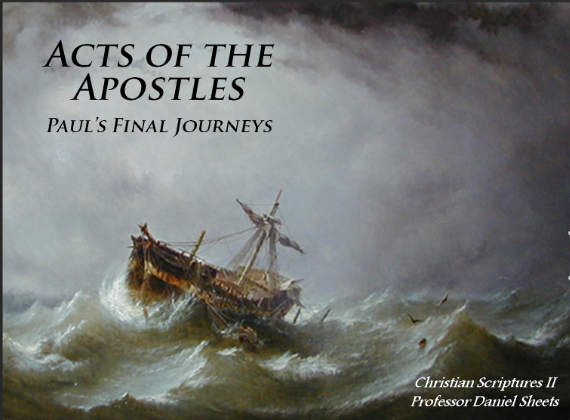 Acts of the
Apostles
Paul's Final Journeys
Christian Scriptures II
Professor Daniel Sheets